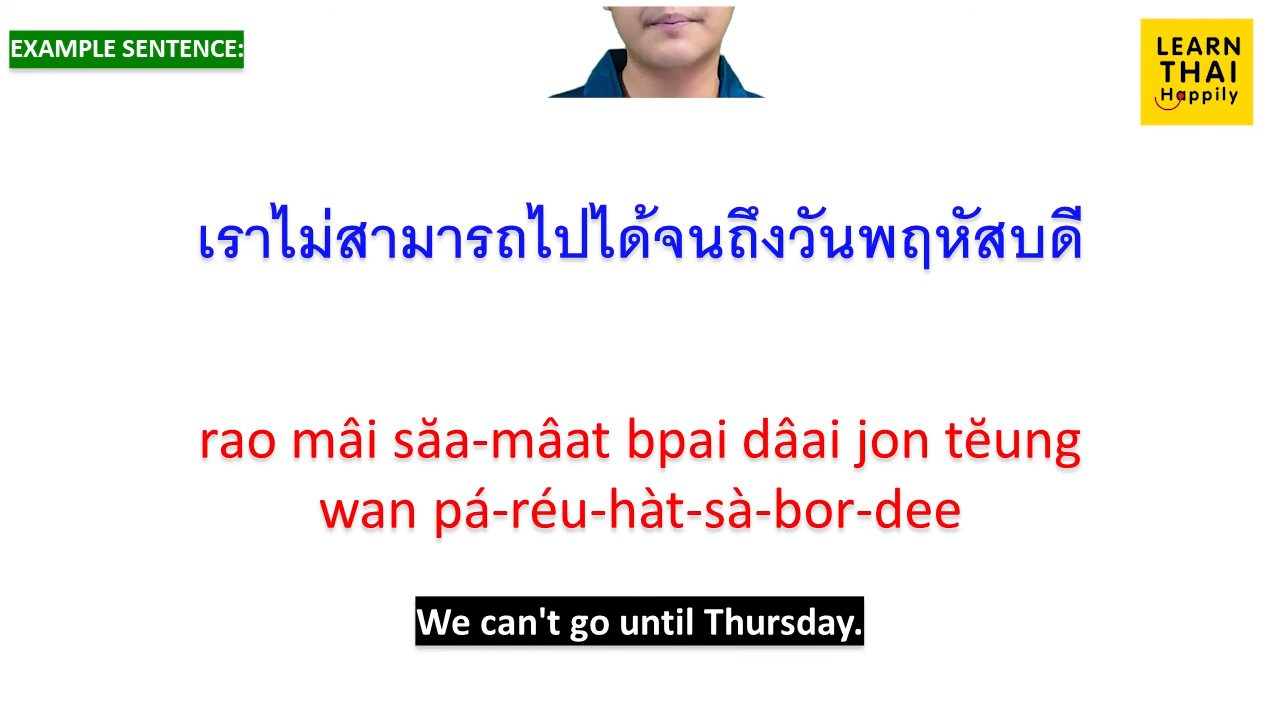 EXAMPLE SENTENCE:
LEARN
THAI
Happily
เราไม่สามารถไปได้จนถึงวันพฤหัสบดี
rao mâi săa-mâat bpai dâai jon tĕung
wan pá-réu-hàt-sà-bor-dee
We can't go until Thursday.